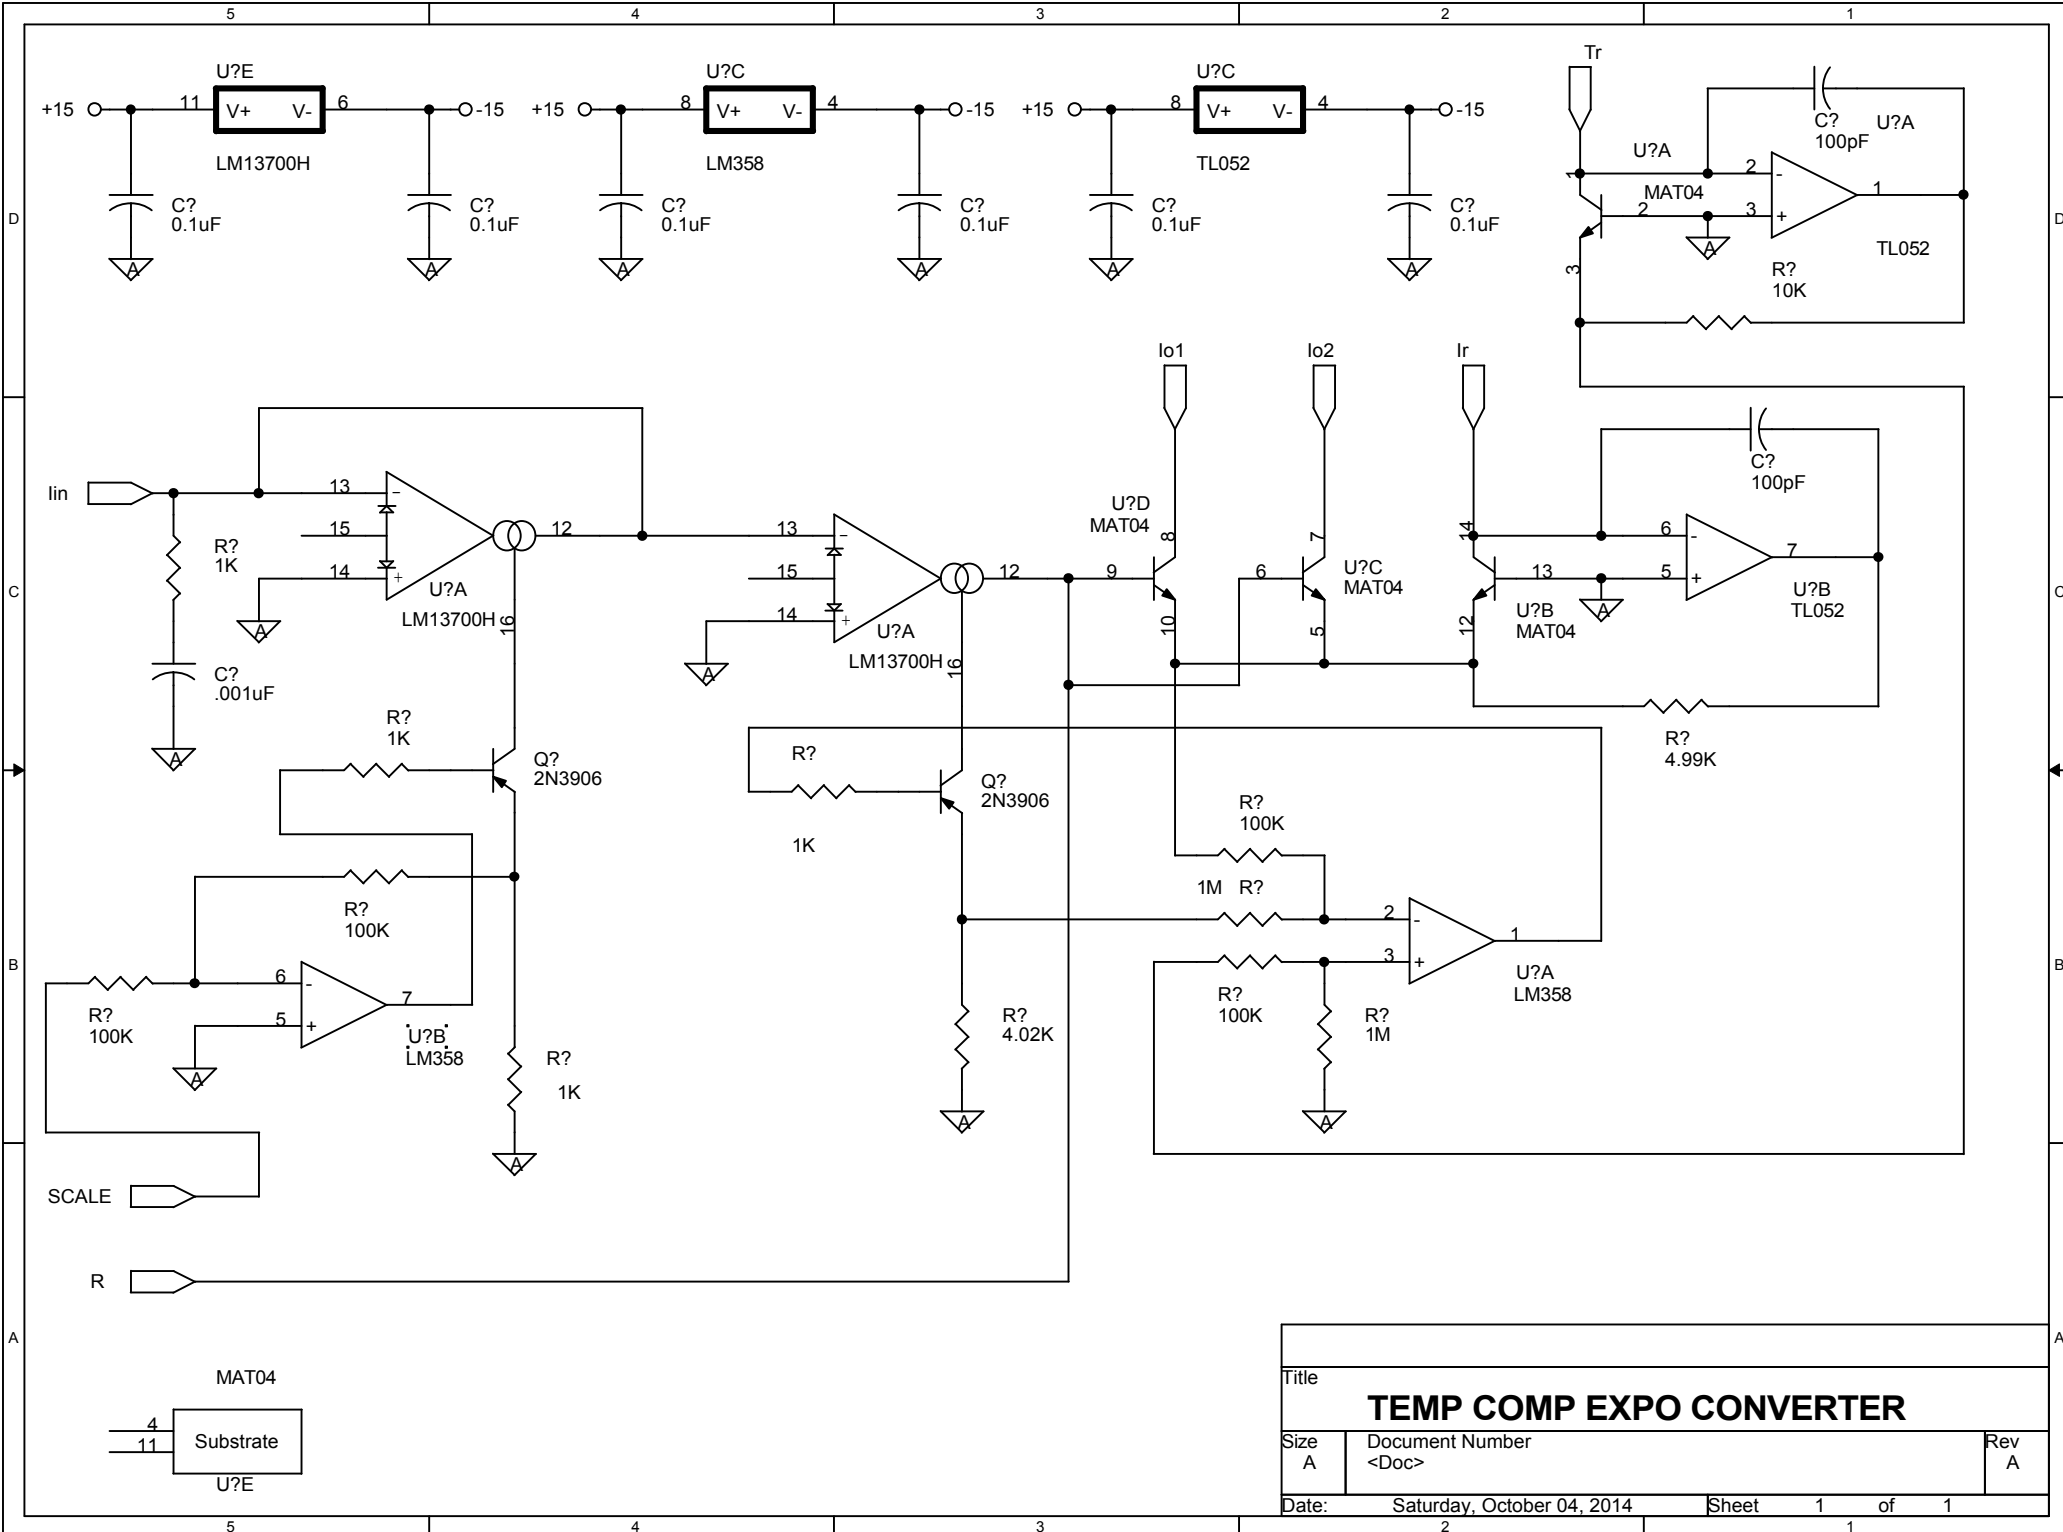 5 4 3 2 1
D
D
C
C
B
B
A
A
U?E
+15
11
V+ V-
6
-15
LM13700H
C?
0.1uF
A
C?
0.1uF
A
U?C
+15
8
V+ V-
4
-15
LM358
C?
0.1uF
A
C?
0.1uF
A
U?C
+15
8
V+ V-
4
-15
TL052
C?
0.1uF
A
C?
0.1uF
A
Tr
C?
100pF
U?A
U?A
MAT04
1
2
3
2
-
3
+
1
A
TL052
R?
10K
Iin
13
-
15
14
+
12
16
U?A
LM13700H
R?
1K
A
C?
.001uF
A
13
-
15
14
+
12
16
U?A
LM13700H
A
Io1
Io2
Ir
U?D
MAT04
8
9
10
7
6
5
U?C
MAT04
14
13
12
U?B
MAT04
A
6
-
5
+
7
U?B
TL052
C?
100pF
R?
4.99K
R?
1K
Q?
2N3906
R?
1K
Q?
2N3906
R?
100K
R?
100K
6
-
5
+
7
U?B
LM358
A
R?
1K
A
R?
100K
1M R?
2
-
3
+
1
U?A
LM358
R?
100K
R?
1M
A
R?
4.02K
A
SCALE
R
MAT04
4
11
Substrate
U?E
Title
TEMP COMP EXPO CONVERTER
Size
A
Document Number
<Doc>
Rev
A
Date: Saturday, October 04, 2014 Sheet 1 of 1
5 4 3 2 1